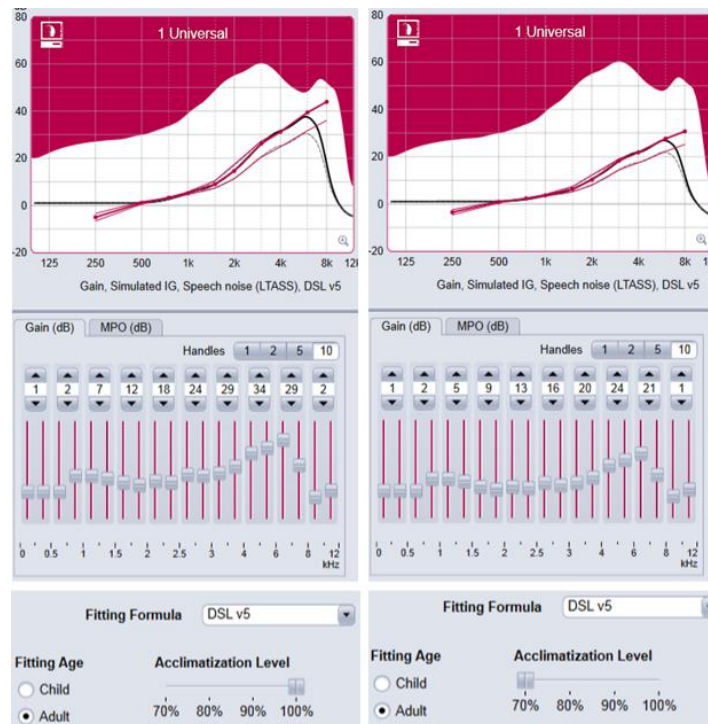 80
1 Universal
60
40
20
0
-20
125 250 500 1k 2k 4k 8k 12
Gain, Simulated IG, Speech noise (LTASS), DSL v5
Gain (dB) MPO (dB)
Handles 1 2 5 10
1 2 7 12 18 24 29 34 29 2
0 0.5 1 1.5 2 2.5 3 4 6 8 12
kHz
Fitting Formula DSL v5
Fitting Age Acclimatization Level
Child
Adult
70% 80% 90% 100%
80
1 Universal
60
40
20
0
-20
125 250 500 1k 2k 4k 8k 1
Gain, Simulated IG, Speech noise (LTASS), DSL v5
Gain (dB) MPO (dB)
Handles 1 2 5 10
1 2 5 9 13 16 20 24 21 1
0 0.5 1 1.5 2 2.5 3 4 6 8 12
kHz
Fitting Formula DSL v5
Fitting Age Acclimatization Level
Child
Adult
70% 80% 90% 100%